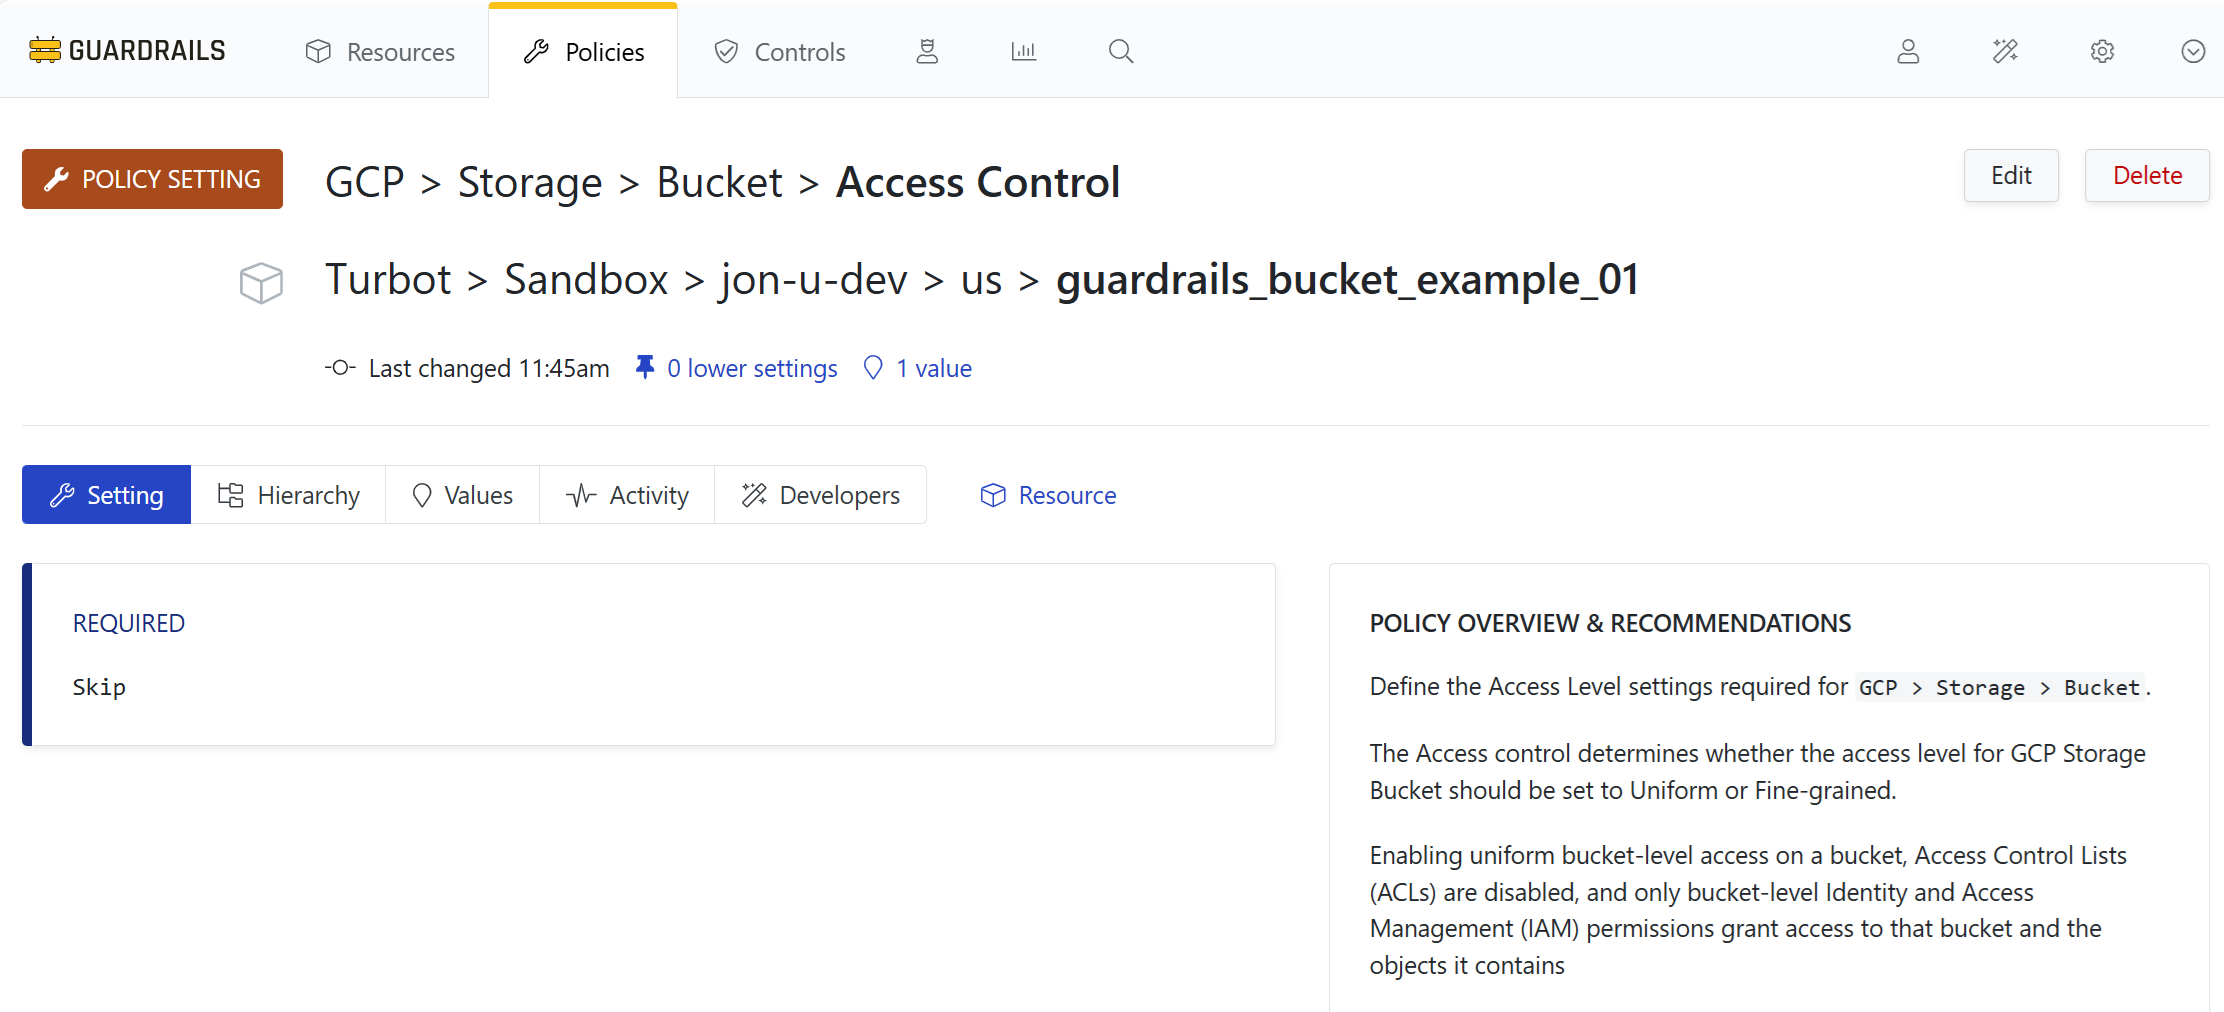 GUARDRAILS Resources Policies Controls
POLICY SETTING GCP > Storage > Bucket > Access Control Edit Delete
Turbot > Sandbox > jon-u-dev > us > guardrails_bucket_example_01
Last changed 11:45am 0 lower settings 1 value
Setting Hierarchy Values Activity Developers Resource
REQUIRED
Skip
POLICY OVERVIEW & RECOMMENDATIONS
Define the Access Level settings required for GCP > Storage > Bucket.
The Access control determines whether the access level for GCP Storage
Bucket should be set to Uniform or Fine-grained.
Enabling uniform bucket-level access on a bucket, Access Control Lists
(ACLs) are disabled, and only bucket-level Identity and Access
Management (IAM) permissions grant access to that bucket and the
objects it contains